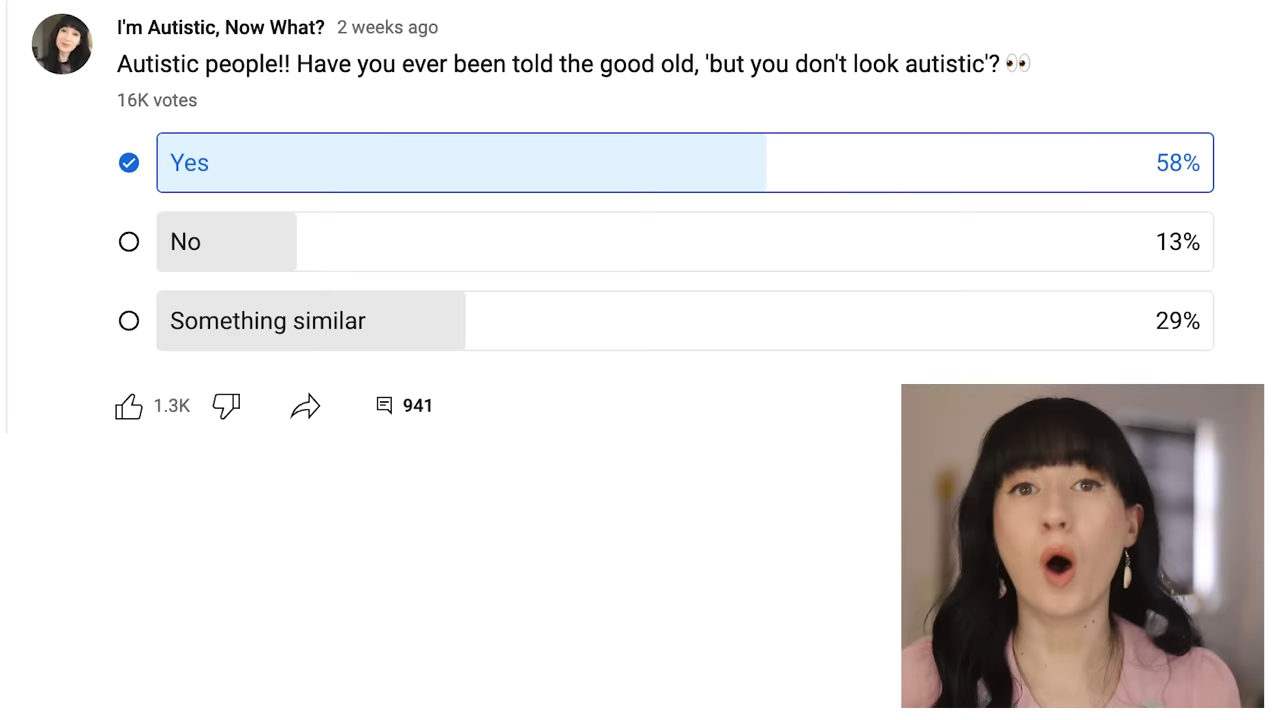 I'm Autistic, Now What? 2 weeks ago
Autistic people!! Have you ever been told the good old, 'but you don't look autistic'? 👀
16K votes
Yes 58%
No 13%
Something similar 29%
1.3K 941